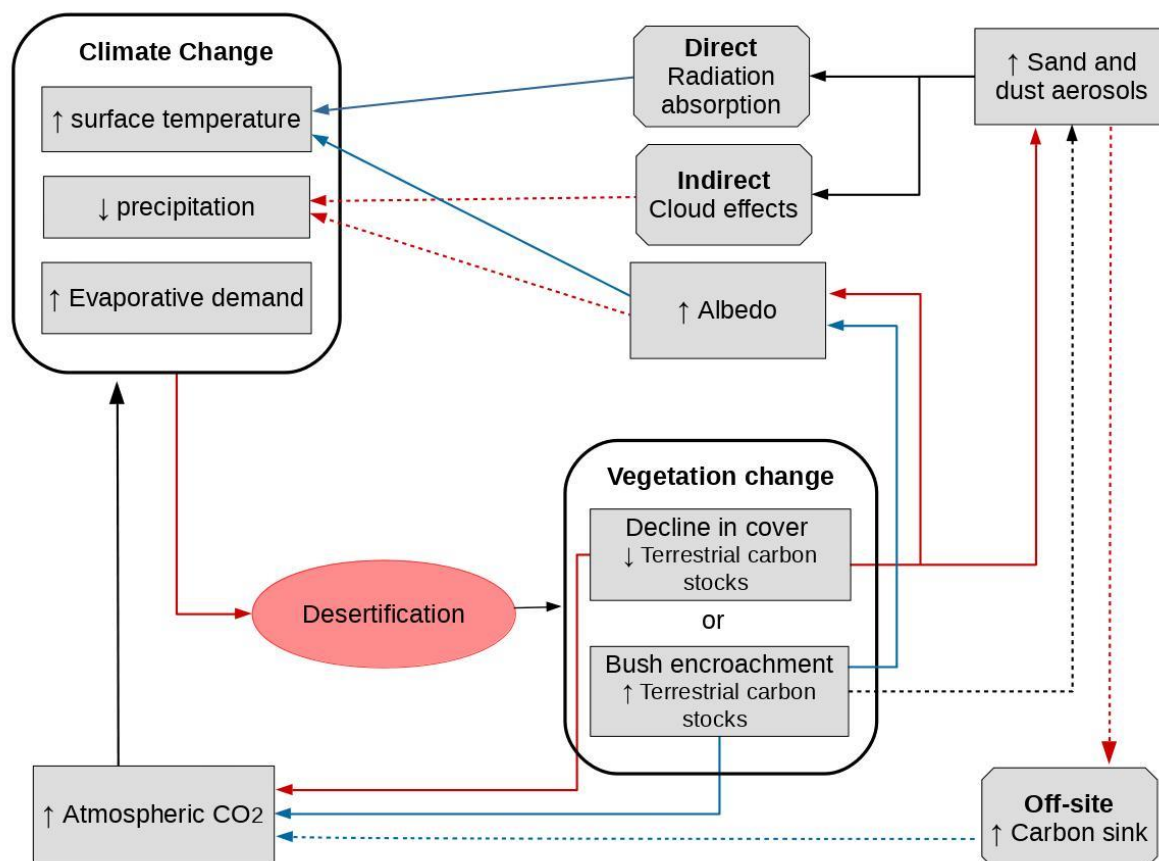 Climate Change
↑ surface temperature
↓ precipitation
↑ Evaporative demand
Direct
Radiation
absorption
Indirect
Cloud effects
↑ Albedo
↑ Sand and
dust aerosols
Desertification
Vegetation change
Decline in cover
↓ Terrestrial carbon
stocks
or
Bush encroachment
↑ Terrestrial carbon
stocks
↑ Atmospheric CO2
Off-site
↑ Carbon sink